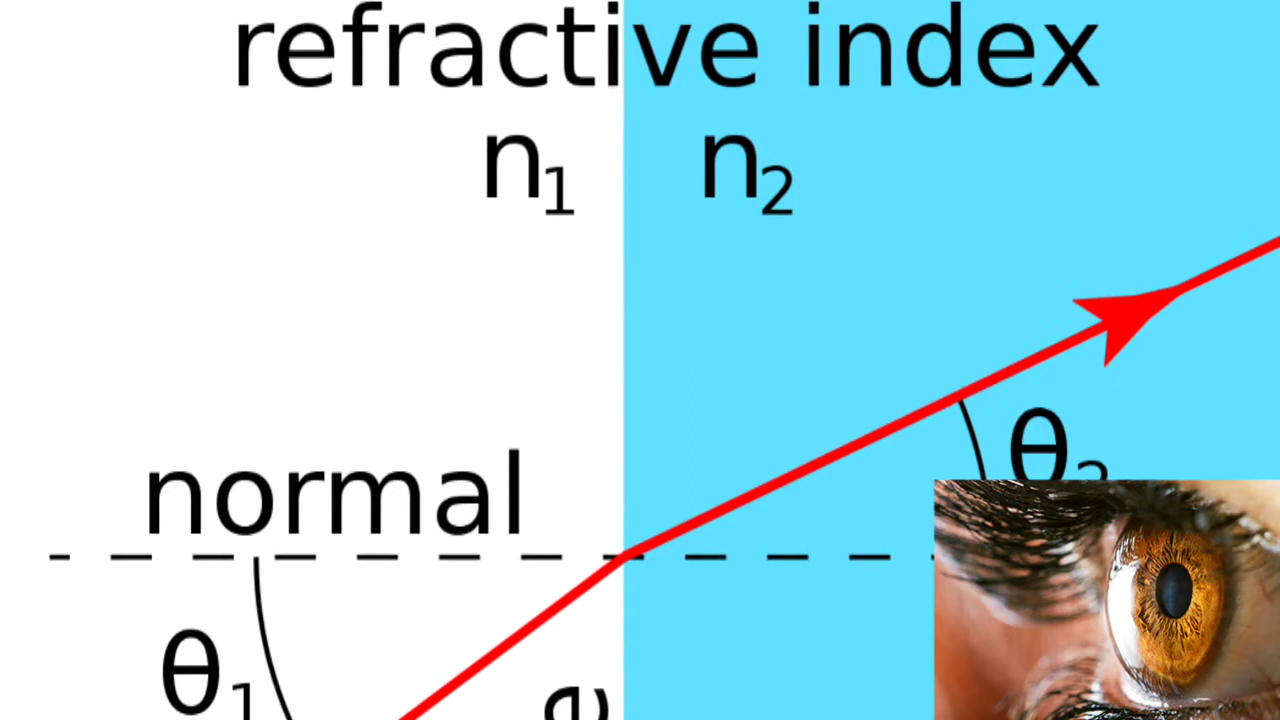 refractive index
n₁ n₂
θ₂
normal
θ₁